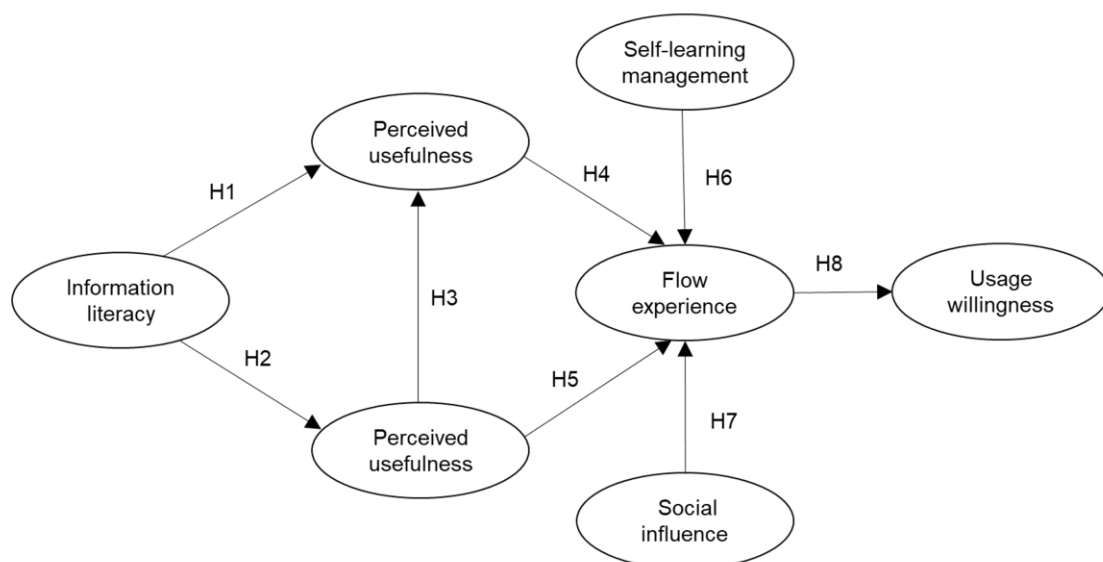 Self-learning
management
Perceived
usefulness
H1
H4
H6
Information
literacy
H3
Flow
experience
H8
Usage
willingness
H2
H5
H7
Perceived
usefulness
Social
influence